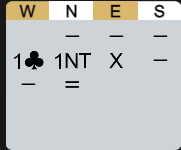 W N E S
– – –
1♣ 1NT X –
– =